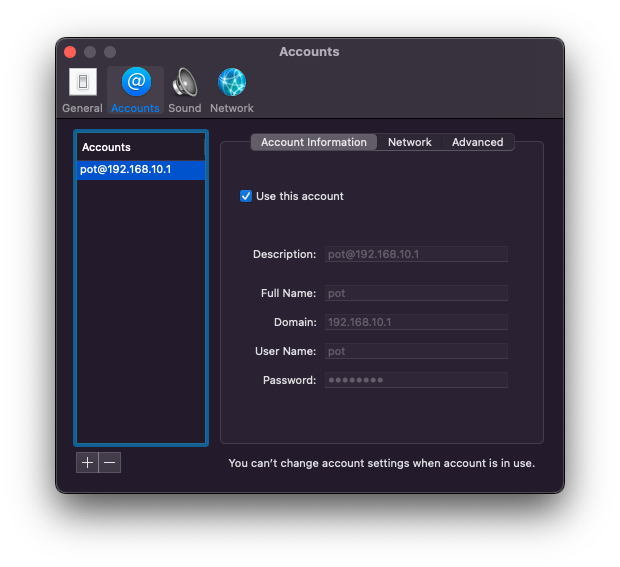 Accounts
General
Accounts
Sound
Network
Accounts
pot@192.168.10.1
Account Information
Network
Advanced
Use this account
Description: pot@192.168.10.1
Full Name: pot
Domain: 192.168.10.1
User Name: pot
Password: ●●●●●●●●
You can't change account settings when account is in use.